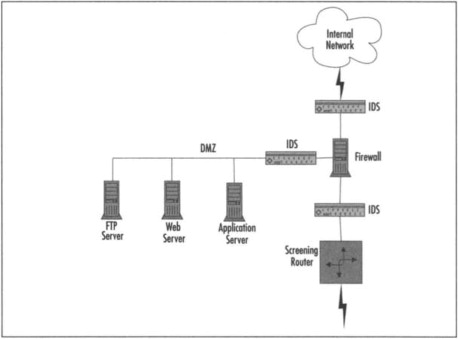 Internal
Network
IDS
DMZ
IDS
Firewall
IDS
FTP
Server
Web
Server
Application
Server
Screening
Router